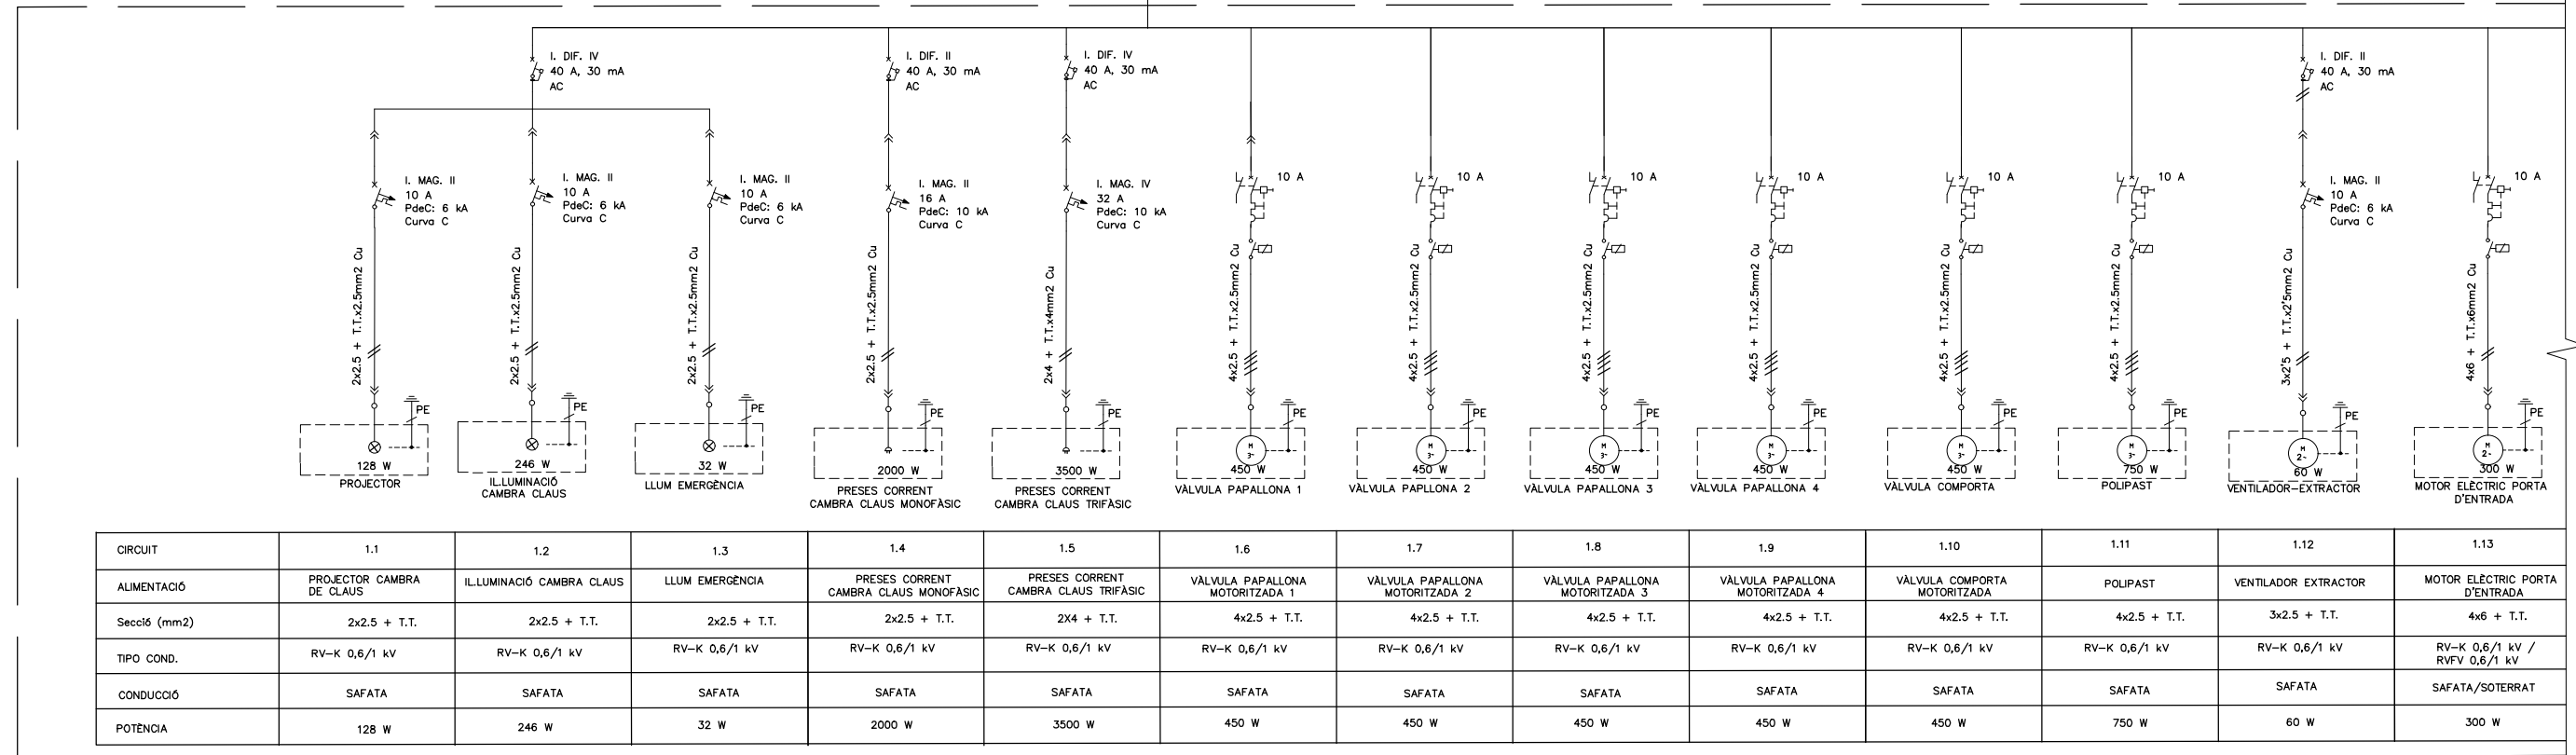 I. DIF. IV
40 A, 30 mA
AC
I. DIF. II
40 A, 30 mA
AC
I. DIF. IV
40 A, 30 mA
AC
I. DIF. II
40 A, 30 mA
AC
I. MAG. II
10 A
PdeC: 6 kA
Curva C
I. MAG. II
10 A
PdeC: 6 kA
Curva C
I. MAG. II
10 A
PdeC: 6 kA
Curva C
I. MAG. II
16 A
PdeC: 10 kA
Curva C
I. MAG. IV
32 A
PdeC: 10 kA
Curva C
10 A
10 A
10 A
10 A
10 A
10 A
I. MAG. II
10 A
PdeC: 6 kA
Curva C
10 A
2x2.5 + T.T.x2.5mm2 Cu
2x2.5 + T.T.x2.5mm2 Cu
2x2.5 + T.T.x2.5mm2 Cu
2x2.5 + T.T.x2.5mm2 Cu
2x4 + T.T.x4mm2 Cu
4x2.5 + T.T.x2.5mm2 Cu
4x2.5 + T.T.x2.5mm2 Cu
4x2.5 + T.T.x2.5mm2 Cu
4x2.5 + T.T.x2.5mm2 Cu
4x2.5 + T.T.x2.5mm2 Cu
4x2.5 + T.T.x2.5mm2 Cu
3x2'5 + T.T.x2'5mm2 Cu
4x6 + T.T.x6mm2 Cu
PE
128 W
PROJECTOR
PE
246 W
IL.LUMINACIÓ
CAMBRA CLAUS
PE
32 W
LLUM EMERGÈNCIA
PE
2000 W
PRESES CORRENT
CAMBRA CLAUS MONOFÀSIC
PE
3500 W
PRESES CORRENT
CAMBRA CLAUS TRIFÀSIC
PE
M
3~
450 W
VÀLVULA PAPALLONA 1
PE
M
3~
450 W
VÀLVULA PAPLLONA 2
PE
M
3~
450 W
VÀLVULA PAPALLONA 3
PE
M
3~
450 W
VÀLVULA PAPALLONA 4
PE
M
3~
450 W
VÀLVULA COMPORTA
PE
M
3~
750 W
POLIPAST
PE
M
2~
60 W
VENTILADOR-EXTRACTOR
PE
M
2~
300 W
MOTOR ELÈCTRIC PORTA
D'ENTRADA
CIRCUIT 1.1 1.2 1.3 1.4 1.5 1.6 1.7 1.8 1.9 1.10 1.11 1.12 1.13
ALIMENTACIÓ
PROJECTOR CAMBRA
DE CLAUS
IL.LUMINACIÓ CAMBRA CLAUS
LLUM EMERGÈNCIA
PRESES CORRENT
CAMBRA CLAUS MONOFÀSIC
PRESES CORRENT
CAMBRA CLAUS TRIFÀSIC
VÀLVULA PAPALLONA
MOTORITZADA 1
VÀLVULA PAPALLONA
MOTORITZADA 2
VÀLVULA PAPALLONA
MOTORITZADA 3
VÀLVULA PAPALLONA
MOTORITZADA 4
VÀLVULA COMPORTA
MOTORITZADA
POLIPAST
VENTILADOR EXTRACTOR
MOTOR ELÈCTRIC PORTA
D'ENTRADA
Secció (mm2) 2x2.5 + T.T. 2x2.5 + T.T. 2x2.5 + T.T. 2x2.5 + T.T. 2X4 + T.T. 4x2.5 + T.T. 4x2.5 + T.T. 4x2.5 + T.T. 4x2.5 + T.T. 4x2.5 + T.T. 4x2.5 + T.T. 3x2.5 + T.T. 4x6 + T.T.
TIPO COND. RV-K 0,6/1 kV RV-K 0,6/1 kV RV-K 0,6/1 kV RV-K 0,6/1 kV RV-K 0,6/1 kV RV-K 0,6/1 kV RV-K 0,6/1 kV RV-K 0,6/1 kV RV-K 0,6/1 kV RV-K 0,6/1 kV RV-K 0,6/1 kV RV-K 0,6/1 kV RV-K 0,6/1 kV /
RVFV 0,6/1 kV
CONDUCCIÓ SAFATA SAFATA SAFATA SAFATA SAFATA SAFATA SAFATA SAFATA SAFATA SAFATA SAFATA SAFATA SAFATA/SOTERRAT
POTÈNCIA 128 W 246 W 32 W 2000 W 3500 W 450 W 450 W 450 W 450 W 450 W 750 W 60 W 300 W